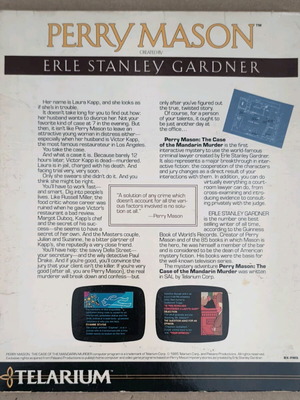 PERRY MASON™
CREATED BY
ERLE STANLEY GARDNER
Her name is Laura Kapp, and she looks as
if she's in trouble.
It doesn't take long for you to find out how:
her husband wants to divorce her. Not your
favorite kind of case at 7 in the evening. But
then, it isn't like Perry Mason to leave an
attractive young woman in distress either—
especially when her husband is Victor Kapp,
the most famous restaurateur in Los Angeles.
You take the case.
And what a case it is. Because barely 12
hours later, Victor Kapp is dead—murdered.
Laura is in jail, charged with his death. And
facing trial very, very soon.
Only she swears she didn't do it. And you
think she might be right.
You'll have to work fast—
and smart. Dig into people's
lives. Like Russell Miller, the
food critic whose career was
ruined when he gave Victor's
restaurant a bad review.
Margot Dubois, Kapp's chef
and the secret of his suc-
cess—she seems to have a
secret of her own. And the Masters couple,
Julian and Suzanne; he a bitter partner of
Kapp's, she reputedly a very close friend.
You'll have help: the savvy Della Street—
your secretary—and the wily detective Paul
Drake. And if you're good, you'll convince the
jury that your client isn't the killer. If you're very
good (after all, you are Perry Mason), the real
murderer will break down and confess—but
only after you've figured out
the true, twisted story.
Of course, for a person
of your talents, it ought to
be just another day at
the office...
Perry Mason: The Case
of the Mandarin Murder is the first
interactive mystery to use the world-famous
criminal lawyer created by Erle Stanley Gardner.
It also represents a major breakthrough in inter-
active fiction: the cooperation of the characters
and jury changes as a direct result of your
interactions with them. In addition, you can do
virtually everything a
lawyer can do, from
cross-examining and intro-
ducing evidence to consult-
ing privately with the judge.
"A solution of any crime which
doesn't account for all the vari-
ous factors involved is no solu-
tion at all."
—Perry Mason
ERLE STANLEY GARDNER
is the number one best
selling writer of all time,
according to the Guinness
Book of World's Records. Creator of Perry
Mason and of the 85 books in which Mason is
the hero, he was himself a member of the bar
and is considered to be the dean of American
mystery fiction. His books were the basis for
the well known television series.
The mystery adventure Perry Mason: The
Case of the Mandarin Murder was written
in SAL by Telarium Corp.
TELARIUM™